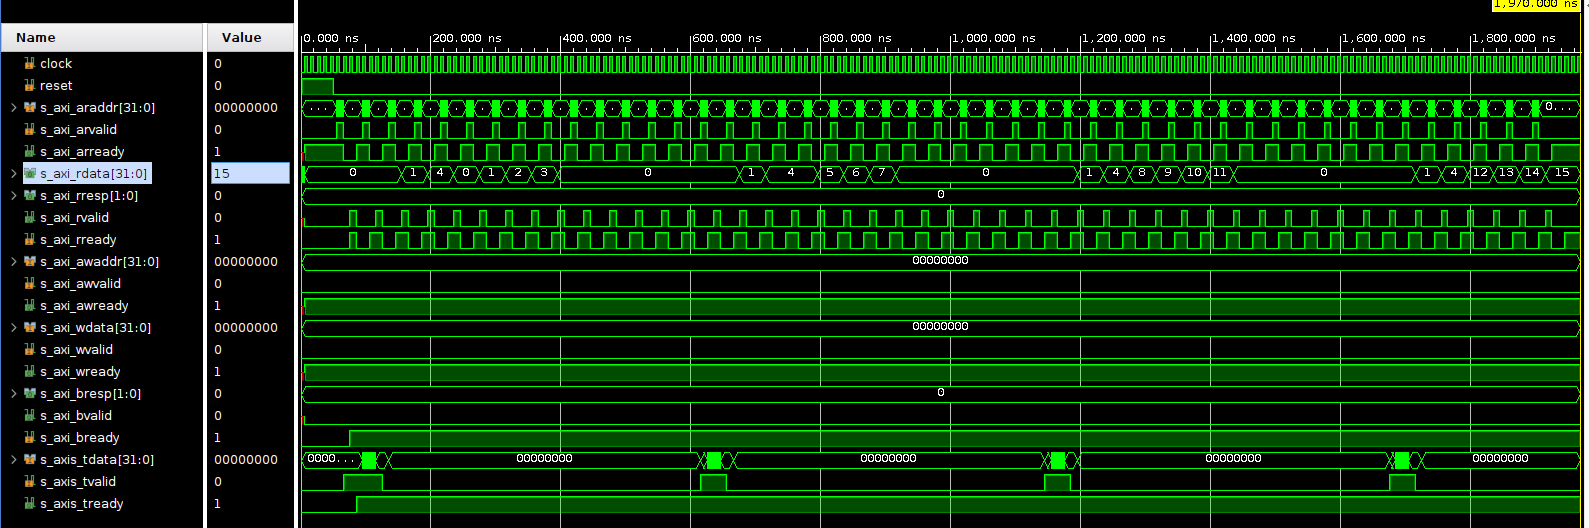 1,970.000 ns
Name Value 0.000 ns 200.000 ns 400.000 ns 600.000 ns 800.000 ns 1,000.000 ns 1,200.000 ns 1,400.000 ns 1,600.000 ns 1,800.000 ns
clock 0
reset 0
s_axi_araddr[31:0] 00000000 ... 0...
s_axi_arvalid 0
s_axi_arready 1
s_axi_rdata[31:0] 15 0 1 4 0 1 2 3 0 1 4 5 6 7 0 1 4 8 9 10 11 0 1 4 12 13 14 15
s_axi_rresp[1:0] 0 0
s_axi_rvalid 0
s_axi_rready 1
s_axi_awaddr[31:0] 00000000 00000000
s_axi_awvalid 0
s_axi_awready 1
s_axi_wdata[31:0] 00000000 00000000
s_axi_wvalid 0
s_axi_wready 1
s_axi_bresp[1:0] 0 0
s_axi_bvalid 0
s_axi_bready 1
s_axis_tdata[31:0] 00000000 0000... 00000000 00000000 00000000 00000000
s_axis_tvalid 0
s_axis_tready 1